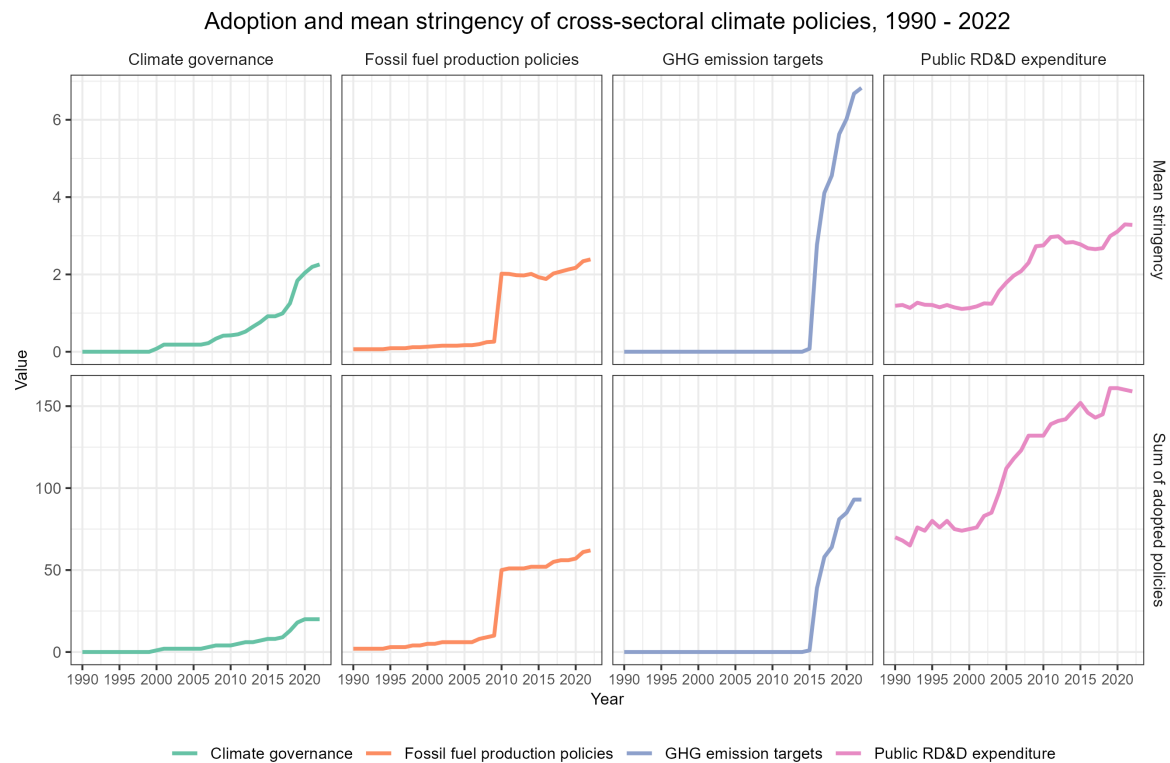 Adoption and mean stringency of cross-sectoral climate policies, 1990 - 2022
Climate governance
Fossil fuel production policies
GHG emission targets
Public RD&D expenditure
6
4
2
0
Mean stringency
Value
150
100
50
0
Sum of adopted policies
1990 1995 2000 2005 2010 2015 2020
1990 1995 2000 2005 2010 2015 2020
1990 1995 2000 2005 2010 2015 2020
1990 1995 2000 2005 2010 2015 2020
Year
Climate governance
Fossil fuel production policies
GHG emission targets
Public RD&D expenditure